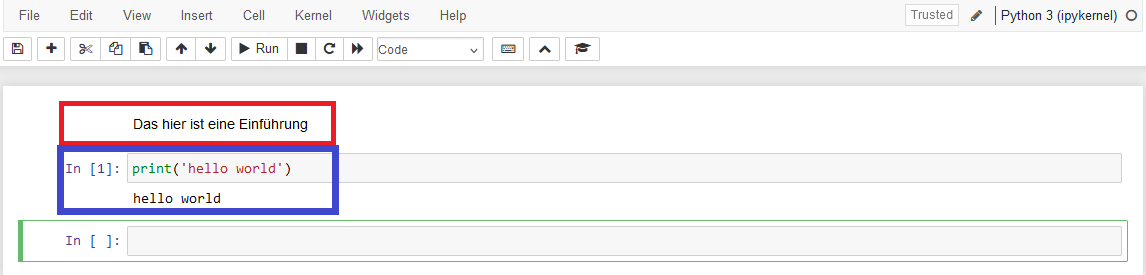 File Edit View Insert Cell Kernel Widgets Help Trusted Python 3 (ipykernel)
Run Code
Das hier ist eine Einführung
In [1]: print('hello world')
hello world
In [ ]: